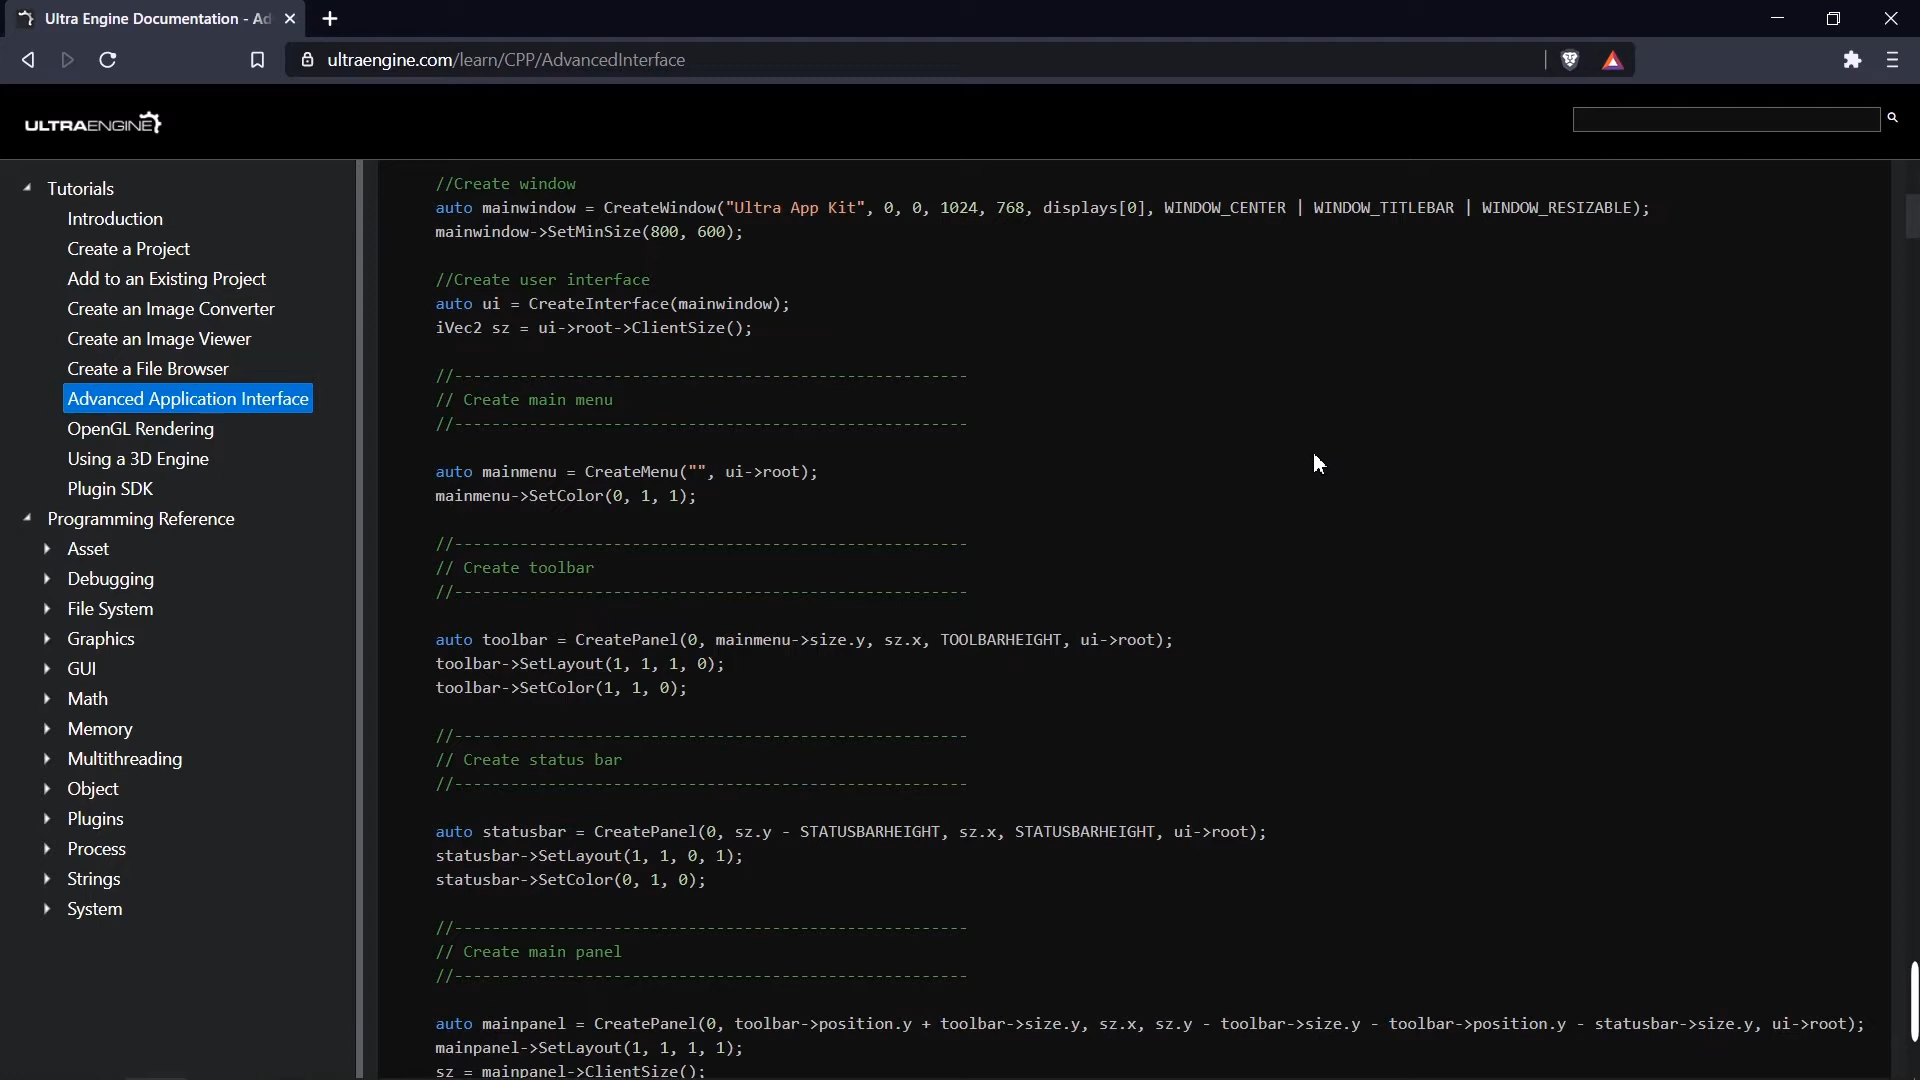 Ultra Engine Documentation - Ad
ultraengine.com/learn/CPP/AdvancedInterface
ULTRAENGINE
Tutorials
Introduction
Create a Project
Add to an Existing Project
Create an Image Converter
Create an Image Viewer
Create a File Browser
Advanced Application Interface
OpenGL Rendering
Using a 3D Engine
Plugin SDK
Programming Reference
Asset
Debugging
File System
Graphics
GUI
Math
Memory
Multithreading
Object
Plugins
Process
Strings
System
//Create window
auto mainwindow = CreateWindow("Ultra App Kit", 0, 0, 1024, 768, displays[0], WINDOW_CENTER | WINDOW_TITLEBAR | WINDOW_RESIZABLE);
mainwindow->SetMinSize(800, 600);
//Create user interface
auto ui = CreateInterface(mainwindow);
iVec2 sz = ui->root->ClientSize();
//-------------------------------------------------------
// Create main menu
//-------------------------------------------------------
auto mainmenu = CreateMenu("", ui->root);
mainmenu->SetColor(0, 1, 1);
//-------------------------------------------------------
// Create toolbar
//-------------------------------------------------------
auto toolbar = CreatePanel(0, mainmenu->size.y, sz.x, TOOLBARHEIGHT, ui->root);
toolbar->SetLayout(1, 1, 1, 0);
toolbar->SetColor(1, 1, 0);
//-------------------------------------------------------
// Create status bar
//-------------------------------------------------------
auto statusbar = CreatePanel(0, sz.y - STATUSBARHEIGHT, sz.x, STATUSBARHEIGHT, ui->root);
statusbar->SetLayout(1, 1, 0, 1);
statusbar->SetColor(0, 1, 0);
//-------------------------------------------------------
// Create main panel
//-------------------------------------------------------
auto mainpanel = CreatePanel(0, toolbar->position.y + toolbar->size.y, sz.x, sz.y - toolbar->size.y - toolbar->position.y - statusbar->size.y, ui->root);
mainpanel->SetLayout(1, 1, 1, 1);
sz = mainpanel->ClientSize();